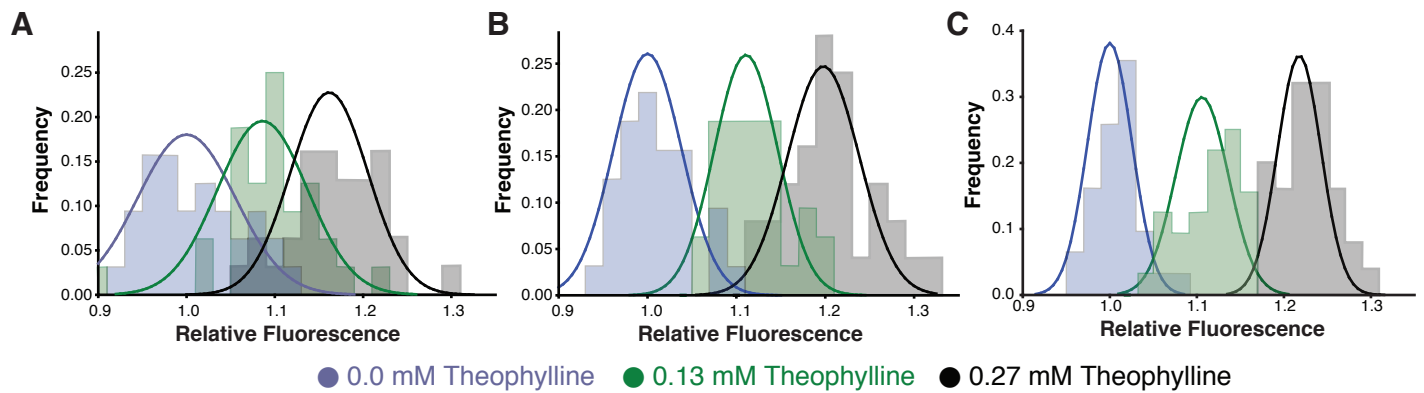 A
Frequency
0.25
0.20
0.15
0.10
0.05
0.00
0.9 1.0 1.1 1.2 1.3
Relative Fluorescence
B
Frequency
0.25
0.20
0.15
0.10
0.05
0.00
0.9 1.0 1.1 1.2 1.3
Relative Fluorescence
C
Frequency
0.4
0.3
0.2
0.1
0.0
0.9 1.0 1.1 1.2 1.3
Relative Fluorescence
0.0 mM Theophylline 0.13 mM Theophylline 0.27 mM Theophylline